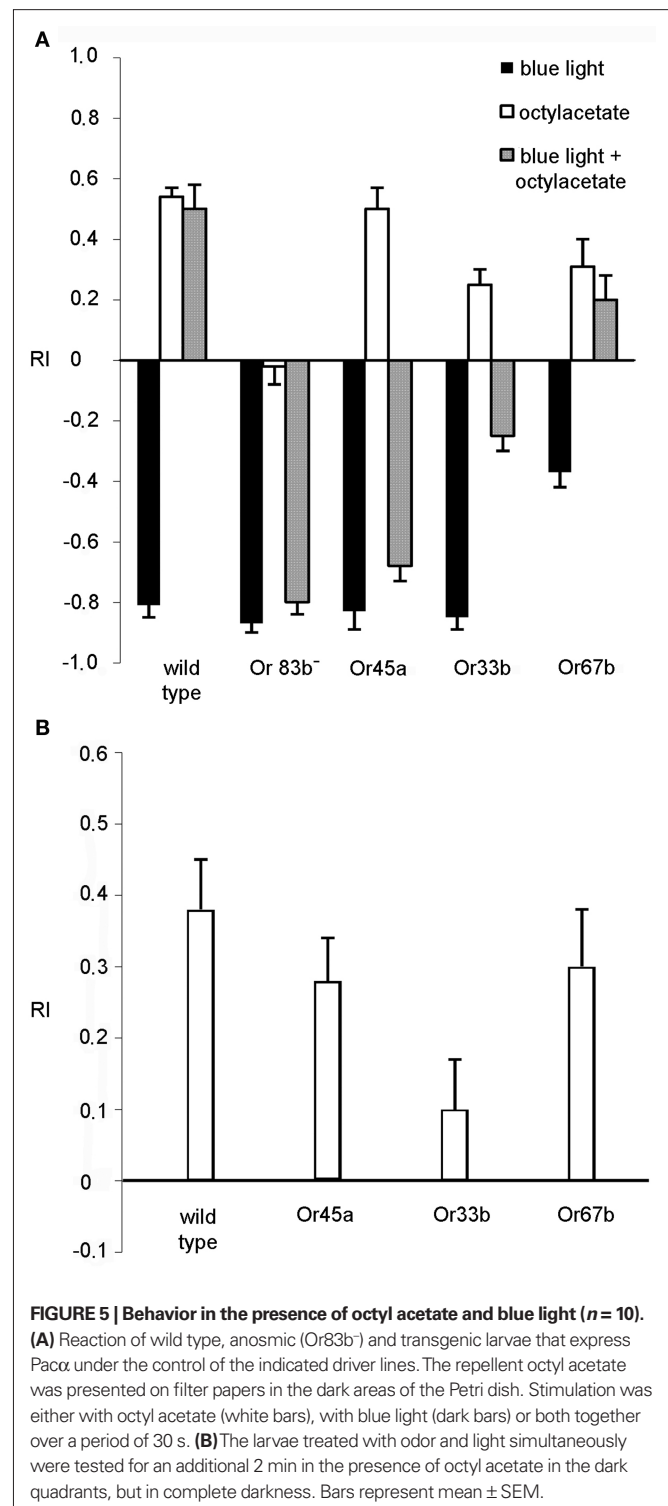 A
1.0
0.8
0.6
0.4
0.2
RI 0
-0.2
-0.4
-0.6
-0.8
-1.0
blue light
octylacetate
blue light +
octylacetate
wild Or 83b⁻ Or45a Or33b Or67b
type
B
0.6
0.5
0.4
0.3
RI
0.2
0.1
0
-0.1
wild Or45a Or33b Or67b
type
FIGURE 5 | Behavior in the presence of octyl acetate and blue light (n = 10).
(A) Reaction of wild type, anosmic (Or83b⁻) and transgenic larvae that express
Pacα under the control of the indicated driver lines. The repellent octyl acetate
was presented on filter papers in the dark areas of the Petri dish. Stimulation was
either with octyl acetate (white bars), with blue light (dark bars) or both together
over a period of 30 s. (B) The larvae treated with odor and light simultaneously
were tested for an additional 2 min in the presence of octyl acetate in the dark
quadrants, but in complete darkness. Bars represent mean ± SEM.